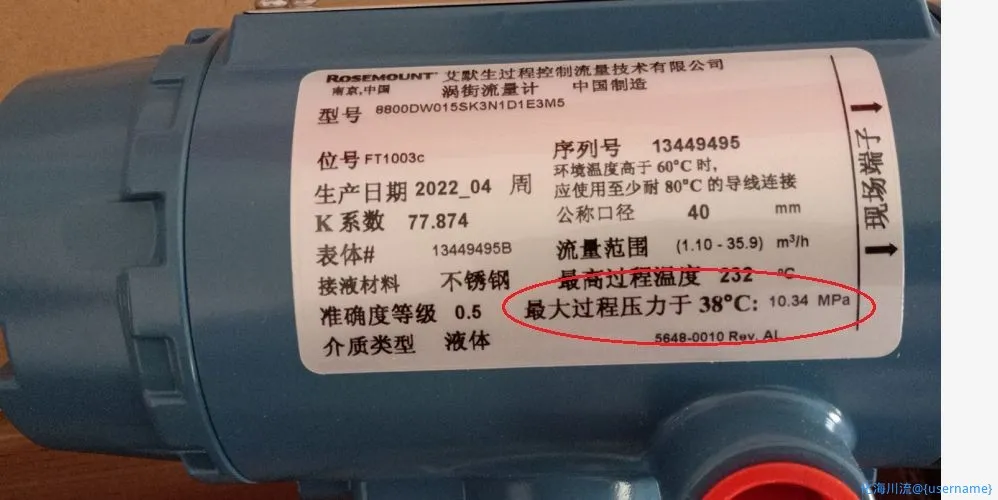 ROSEMOUNT 艾默生过程控制流量技术有限公司
南京,中国 涡街流量计 中国制造
型号 8800DW015SK3N1D1E3M5
位号 FT1003c
序列号 13449495
环境温度高于 60°C 时,
应使用至少耐 80°C 的导线连接
生产日期 2022_04 周
K 系数 77.874
公称口径 40 mm
表体# 13449495B
流量范围 (1.10 - 35.9) m³/h
接液材料 不锈钢
最高过程温度 232 °C
准确度等级 0.5
最大过程压力于 38°C: 10.34 MPa
介质类型 液体
5648-0010 Rev. AL
现场端子
海川流@{username}